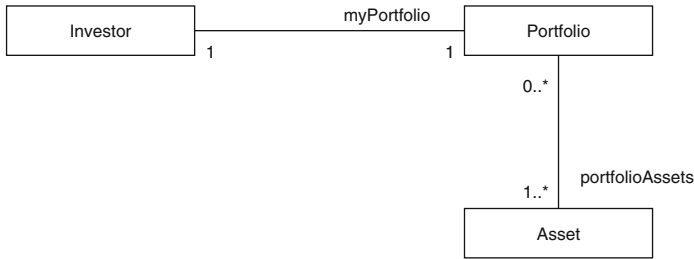 myPortfolio
Investor
Portfolio
1
1
0..*
portfolioAssets
1..*
Asset